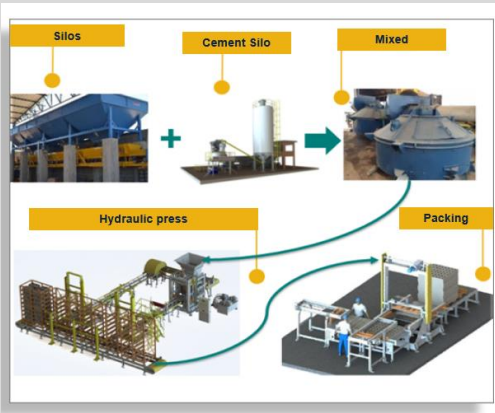 Silos
Cement Silo
Mixed
Hydraulic press
Packing